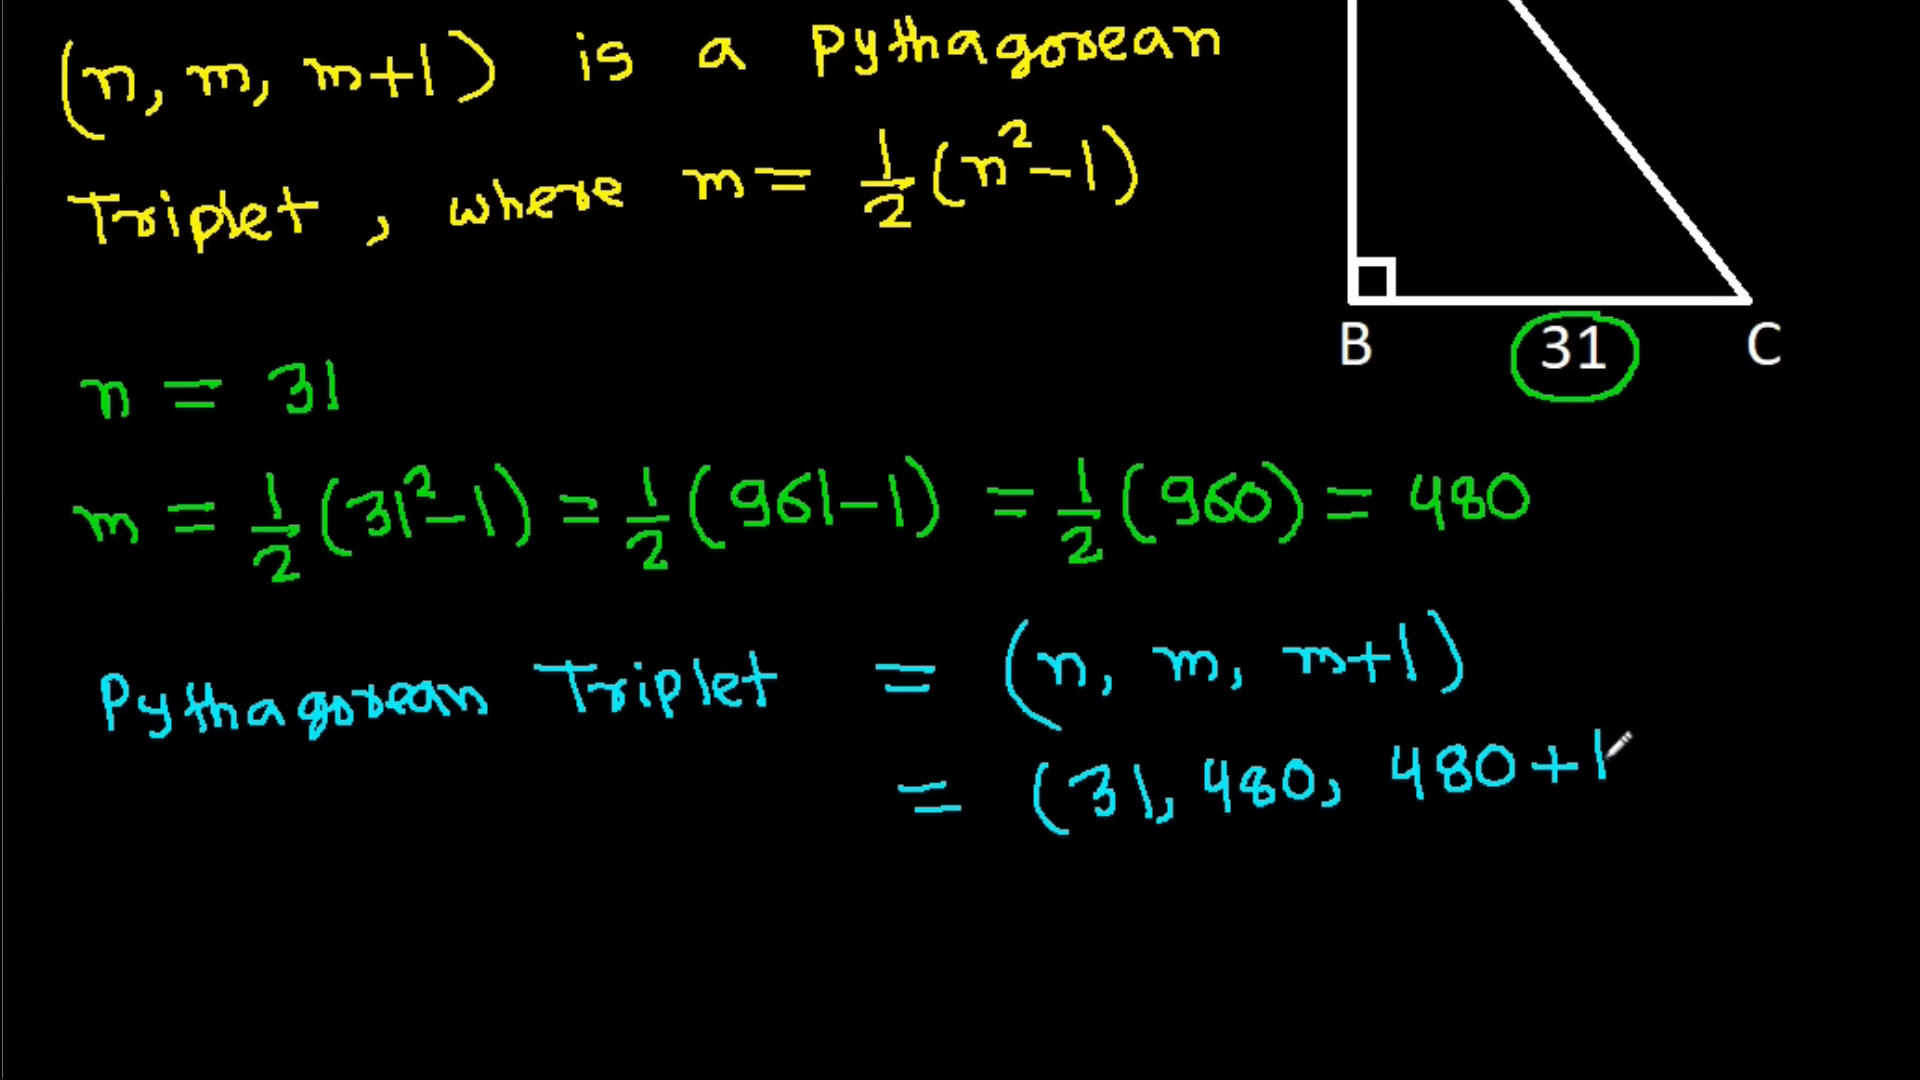 (n, m, m+1) is a Pythagorean
Triplet, where m = 1/2 (n²-1)
B 31 C
n = 31
m = 1/2 (31²-1) = 1/2 (961-1) = 1/2 (960) = 480
Pythagorean Triplet = (n, m, m+1)
= (31, 480, 480+1